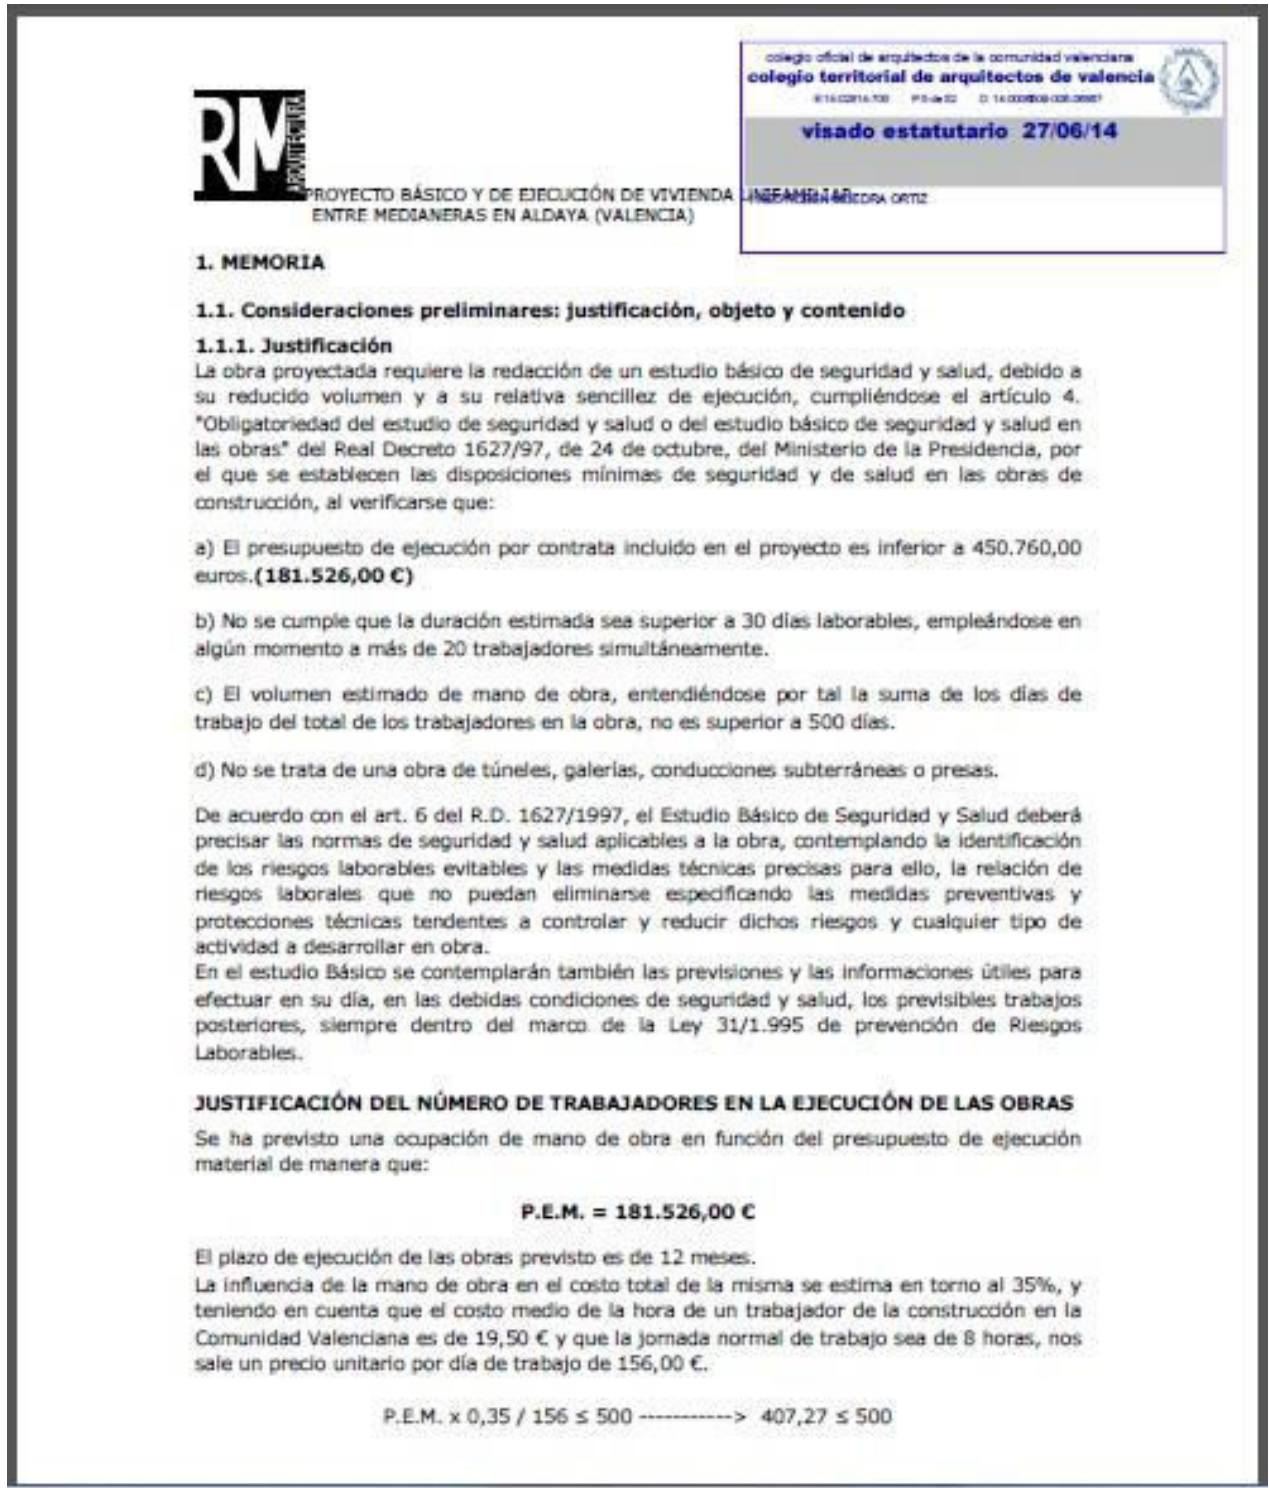 colegio oficial de arquitectos de la comunidad valenciana
colegio territorial de arquitectos de valencia
visado estatutario 27/06/14
RM
ARQUITECTURA
PROYECTO BÁSICO Y DE EJECUCIÓN DE VIVIENDA UNIFAMILIAR
ORTIZ
ENTRE MEDIANERAS EN ALDAYA (VALENCIA)
1. MEMORIA
1.1. Consideraciones preliminares: justificación, objeto y contenido
1.1.1. Justificación
La obra proyectada requiere la redacción de un estudio básico de seguridad y salud, debido a
su reducido volumen y a su relativa sencillez de ejecución, cumpliéndose el artículo 4.
"Obligatoriedad del estudio de seguridad y salud o del estudio básico de seguridad y salud en
las obras" del Real Decreto 1627/97, de 24 de octubre, del Ministerio de la Presidencia, por
el que se establecen las disposiciones mínimas de seguridad y de salud en las obras de
construcción, al verificarse que:
a) El presupuesto de ejecución por contrata incluido en el proyecto es inferior a 450.760,00
euros.(181.526,00 €)
b) No se cumple que la duración estimada sea superior a 30 días laborables, empleándose en
algún momento a más de 20 trabajadores simultáneamente.
c) El volumen estimado de mano de obra, entendiéndose por tal la suma de los días de
trabajo del total de los trabajadores en la obra, no es superior a 500 días.
d) No se trata de una obra de túneles, galerías, conducciones subterráneas o presas.
De acuerdo con el art. 6 del R.D. 1627/1997, el Estudio Básico de Seguridad y Salud deberá
precisar las normas de seguridad y salud aplicables a la obra, contemplando la identificación
de los riesgos laborables evitables y las medidas técnicas precisas para ello, la relación de
riesgos laborales que no puedan eliminarse especificando las medidas preventivas y
protecciones técnicas tendentes a controlar y reducir dichos riesgos y cualquier tipo de
actividad a desarrollar en obra.
En el estudio Básico se contemplarán también las previsiones y las informaciones útiles para
efectuar en su día, en las debidas condiciones de seguridad y salud, los previsibles trabajos
posteriores, siempre dentro del marco de la Ley 31/1.995 de prevención de Riesgos
Laborables.
JUSTIFICACIÓN DEL NÚMERO DE TRABAJADORES EN LA EJECUCIÓN DE LAS OBRAS
Se ha previsto una ocupación de mano de obra en función del presupuesto de ejecución
material de manera que:
P.E.M. = 181.526,00 €
El plazo de ejecución de las obras previsto es de 12 meses.
La influencia de la mano de obra en el costo total de la misma se estima en torno al 35%, y
teniendo en cuenta que el costo medio de la hora de un trabajador de la construcción en la
Comunidad Valenciana es de 19,50 € y que la jornada normal de trabajo sea de 8 horas, nos
sale un precio unitario por día de trabajo de 156,00 €.
P.E.M. x 0,35 / 156 ≤ 500 -----------> 407,27 ≤ 500